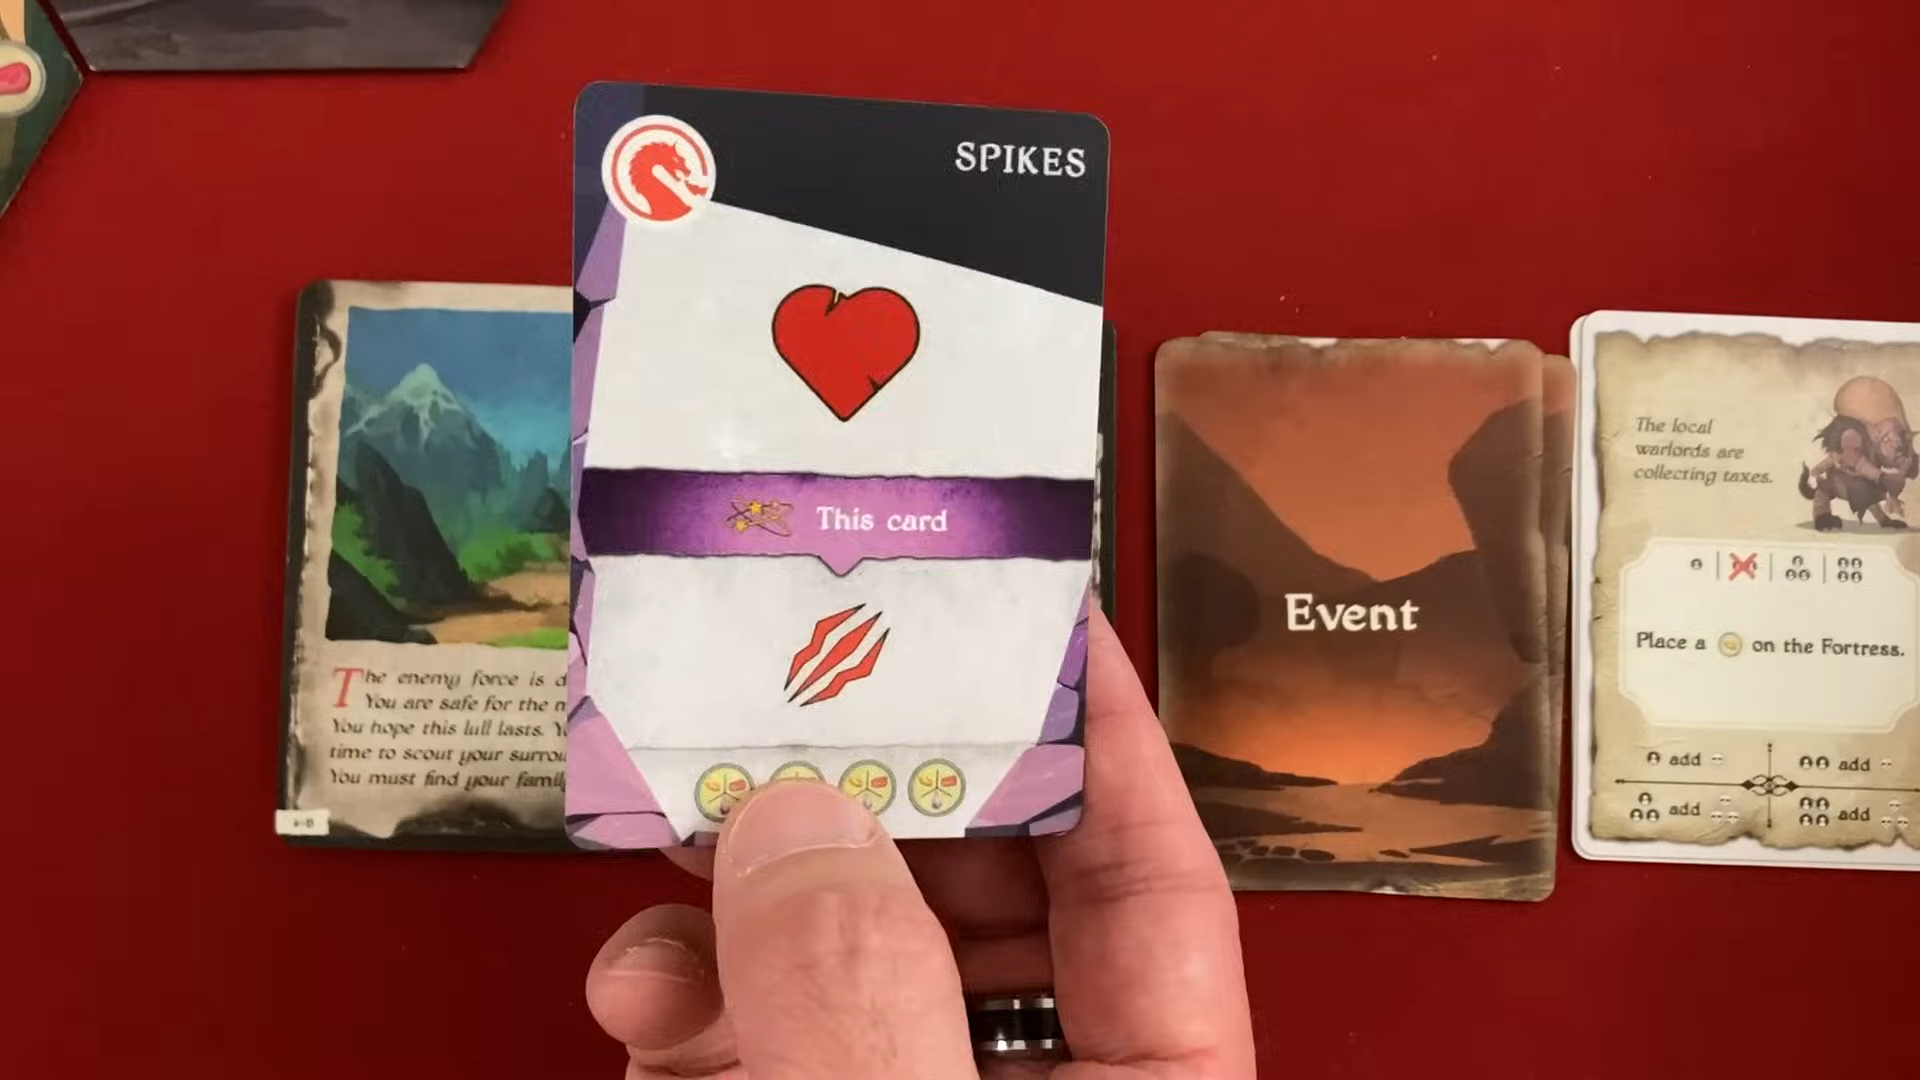 SPIKES
This card
The enemy force is d
You are safe for the m
You hope this lull lasts. Y
time to scout your surrou
You must find your famil
Event
The local
warlords are
collecting taxes.
Place a on the Fortress.
add
add
add
add